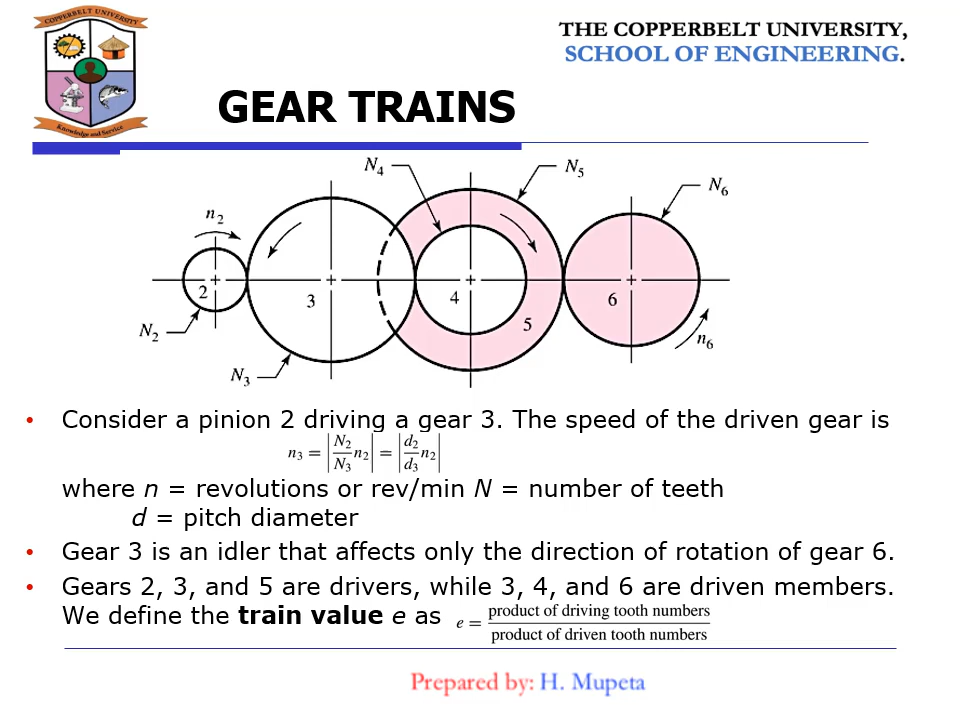 COPPERBELT UNIVERSITY
Knowledge and Service
THE COPPERBELT UNIVERSITY,
SCHOOL OF ENGINEERING.
GEAR TRAINS
N4
N5
N6
n2
2
3
4
5
6
N2
N3
n6
• Consider a pinion 2 driving a gear 3. The speed of the driven gear is
n3 = |N2/N3 n2| = |d2/d3 n2|
where n = revolutions or rev/min N = number of teeth
d = pitch diameter
• Gear 3 is an idler that affects only the direction of rotation of gear 6.
• Gears 2, 3, and 5 are drivers, while 3, 4, and 6 are driven members.
We define the train value e as e = product of driving tooth numbers / product of driven tooth numbers
Prepared by: H. Mupeta